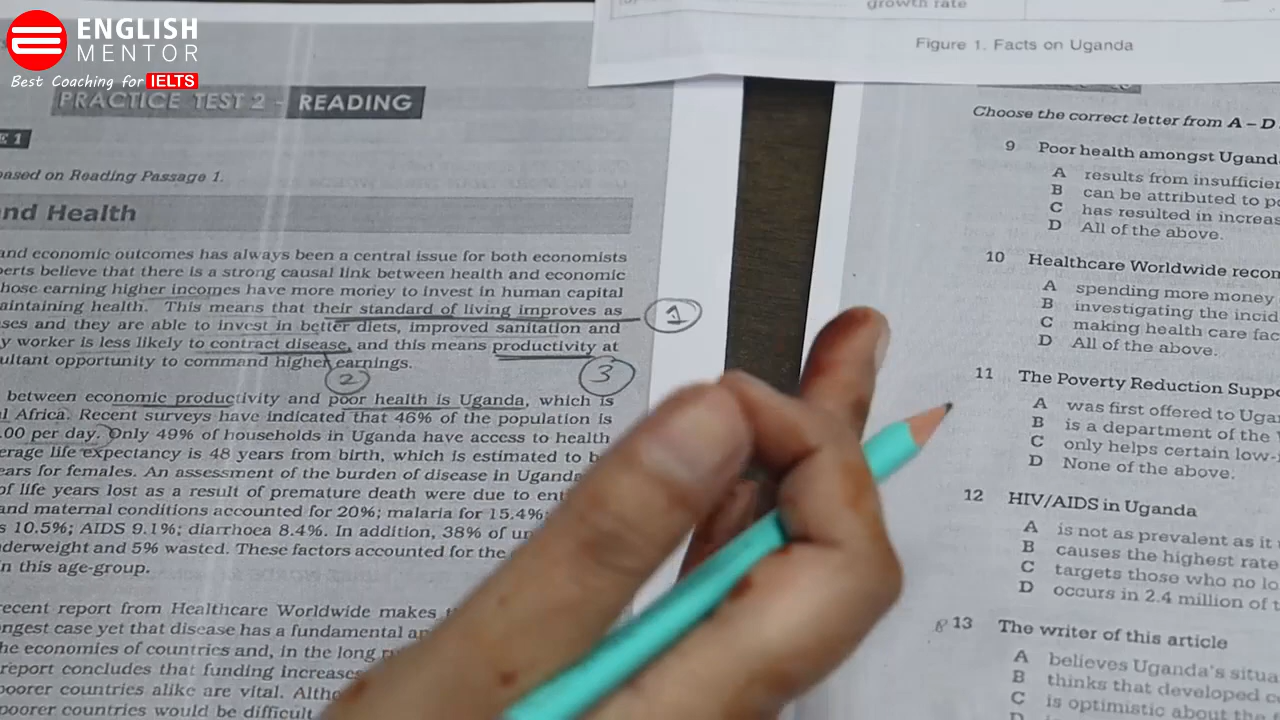 ENGLISH
MENTOR
Best Coaching for IELTS
growth rate
Figure 1. Facts on Uganda
PRACTICE TEST 2 - READING
E 1
based on Reading Passage 1.
and Health
and economic outcomes has always been a central issue for both economists
perts believe that there is a strong causal link between health and economic
hose earning higher incomes have more money to invest in human capital
aintaining health. This means that their standard of living improves as
ses and they are able to invest in better diets, improved sanitation and
y worker is less likely to contract disease, and this means productivity at
ultant opportunity to command higher earnings.
1
2
3
between economic productivity and poor health is Uganda, which is
l Africa. Recent surveys have indicated that 46% of the population is
.00 per day. Only 49% of households in Uganda have access to health
erage life expectancy is 48 years from birth, which is estimated to b
ears for females. An assessment of the burden of disease in Uganda
of life years lost as a result of premature death were due to ent
and maternal conditions accounted for 20%; malaria for 15.4%;
s 10.5%; AIDS 9.1%; diarrhoea 8.4%. In addition, 38% of un
derweight and 5% wasted. These factors accounted for the
n this age-group.
recent report from Healthcare Worldwide makes t
ongest case yet that disease has a fundamental an
he economies of countries and, in the long r
report concludes that funding increases
poorer countries alike are vital. Altho
poorer countries would be difficult
Choose the correct letter from A – D.
9 Poor health amongst Uganda
A results from insufficien
B can be attributed to po
C has resulted in increas
D All of the above.
10 Healthcare Worldwide recom
A spending more money
B investigating the incid
C making health care fac
D All of the above.
11 The Poverty Reduction Suppo
A was first offered to Ugan
B is a department of the
C only helps certain low-i
D None of the above.
12 HIV/AIDS in Uganda
A is not as prevalent as it
B causes the highest rate
C targets those who no lo
D occurs in 2.4 million of t
13 The writer of this article
A believes Uganda's situa
B thinks that developed c
C is optimistic about the f
D